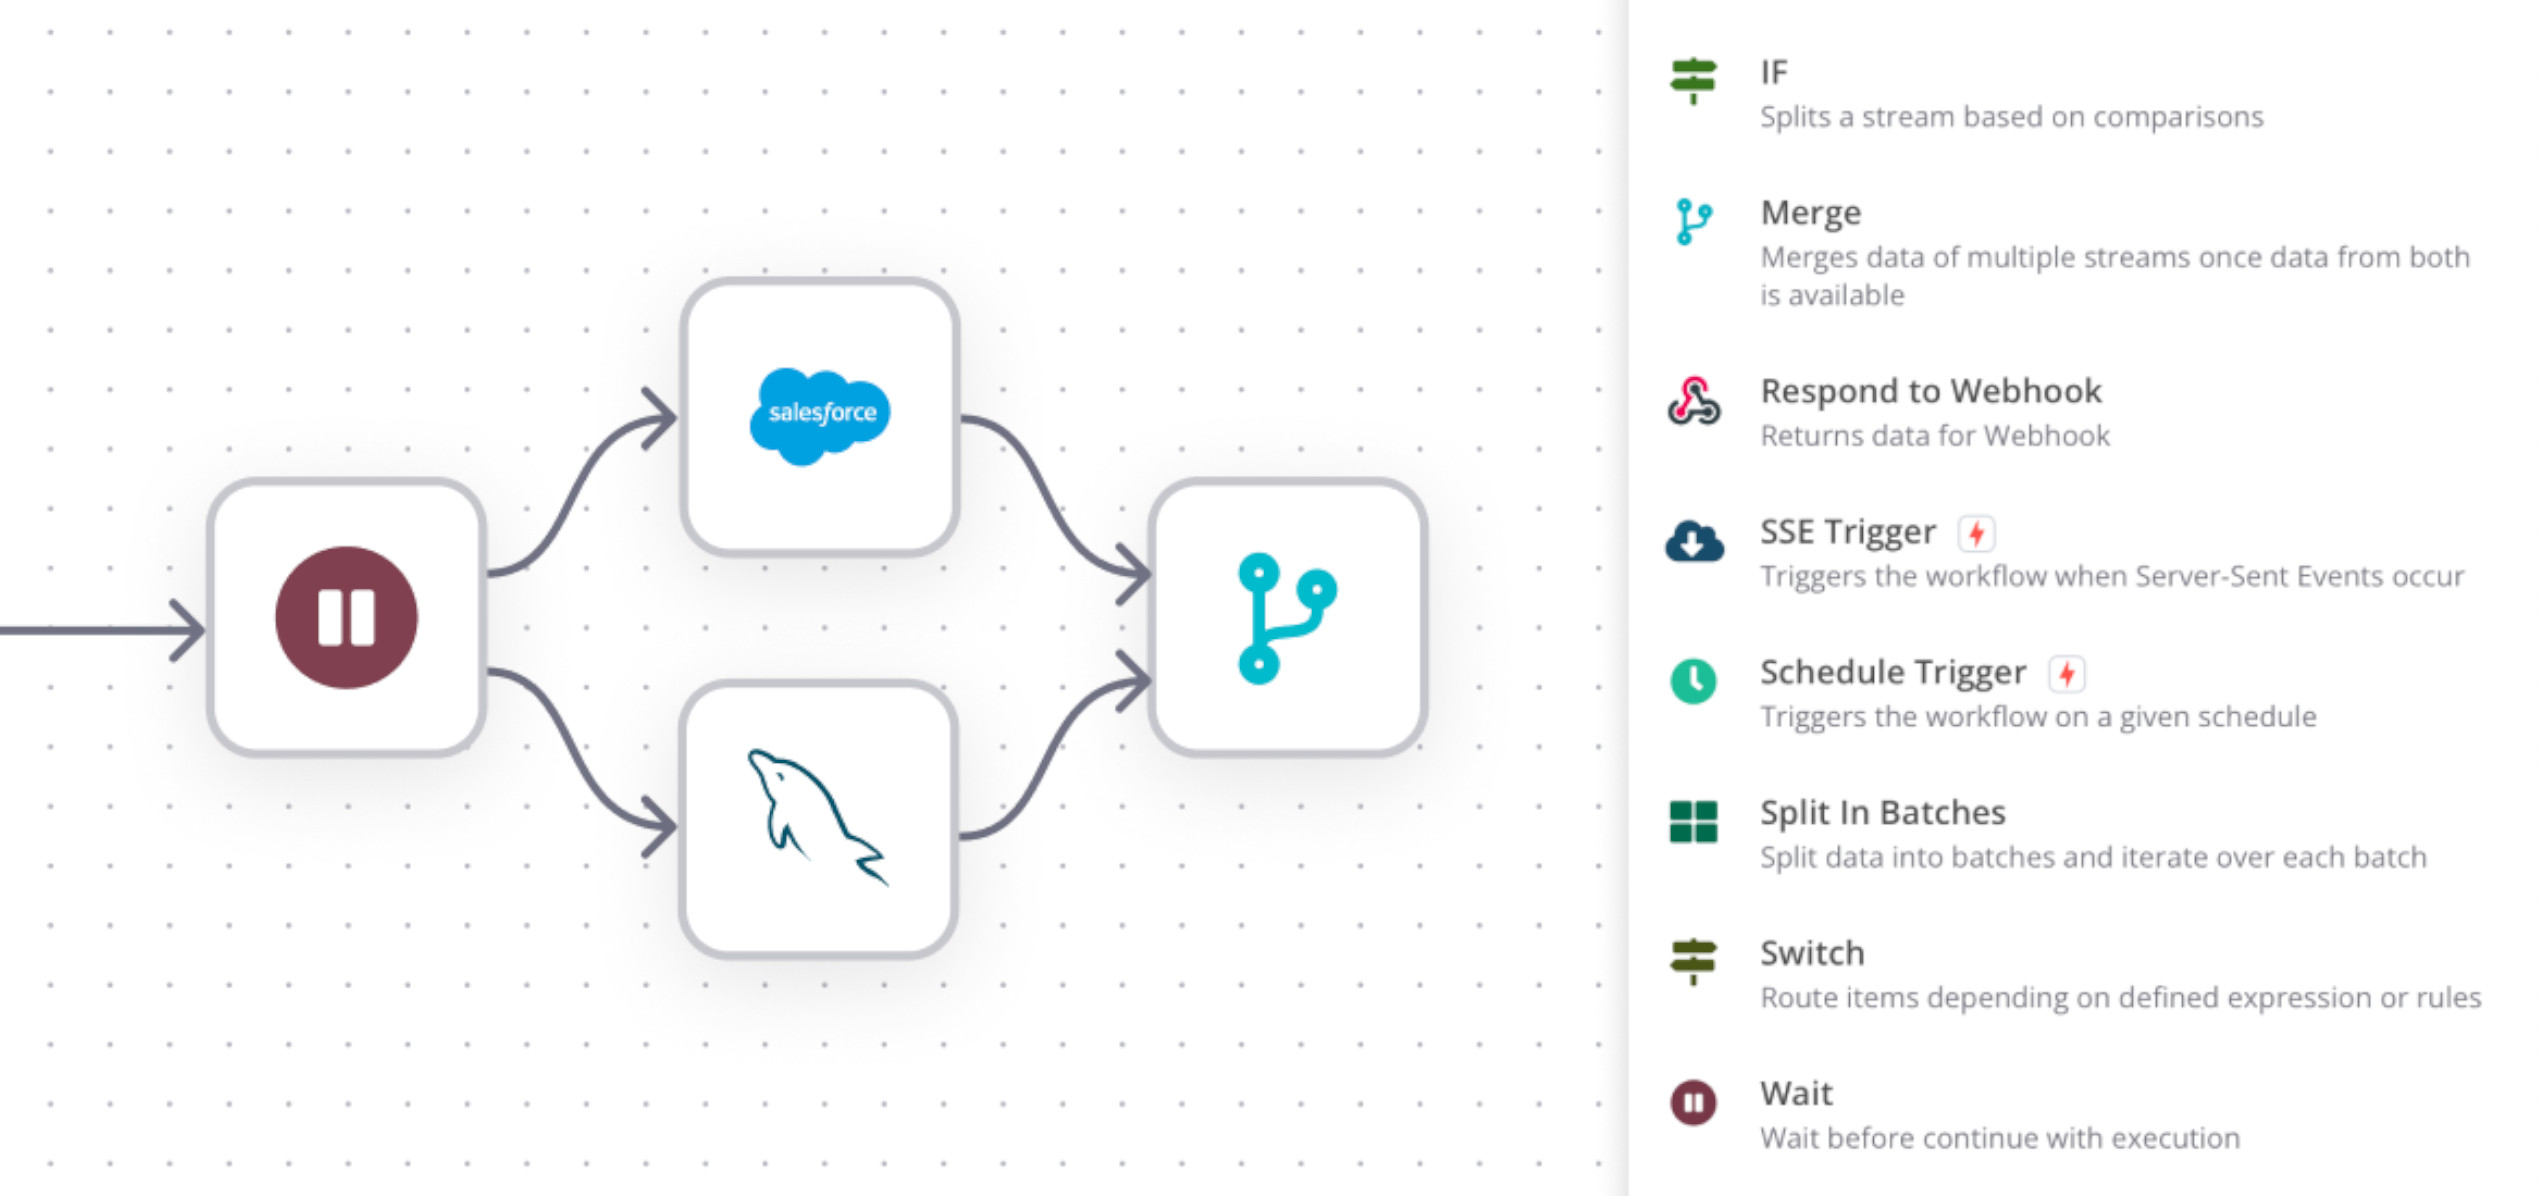 salesforce
IF
Splits a stream based on comparisons
Merge
Merges data of multiple streams once data from both
is available
Respond to Webhook
Returns data for Webhook
SSE Trigger
Triggers the workflow when Server-Sent Events occur
Schedule Trigger
Triggers the workflow on a given schedule
Split In Batches
Split data into batches and iterate over each batch
Switch
Route items depending on defined expression or rules
Wait
Wait before continue with execution